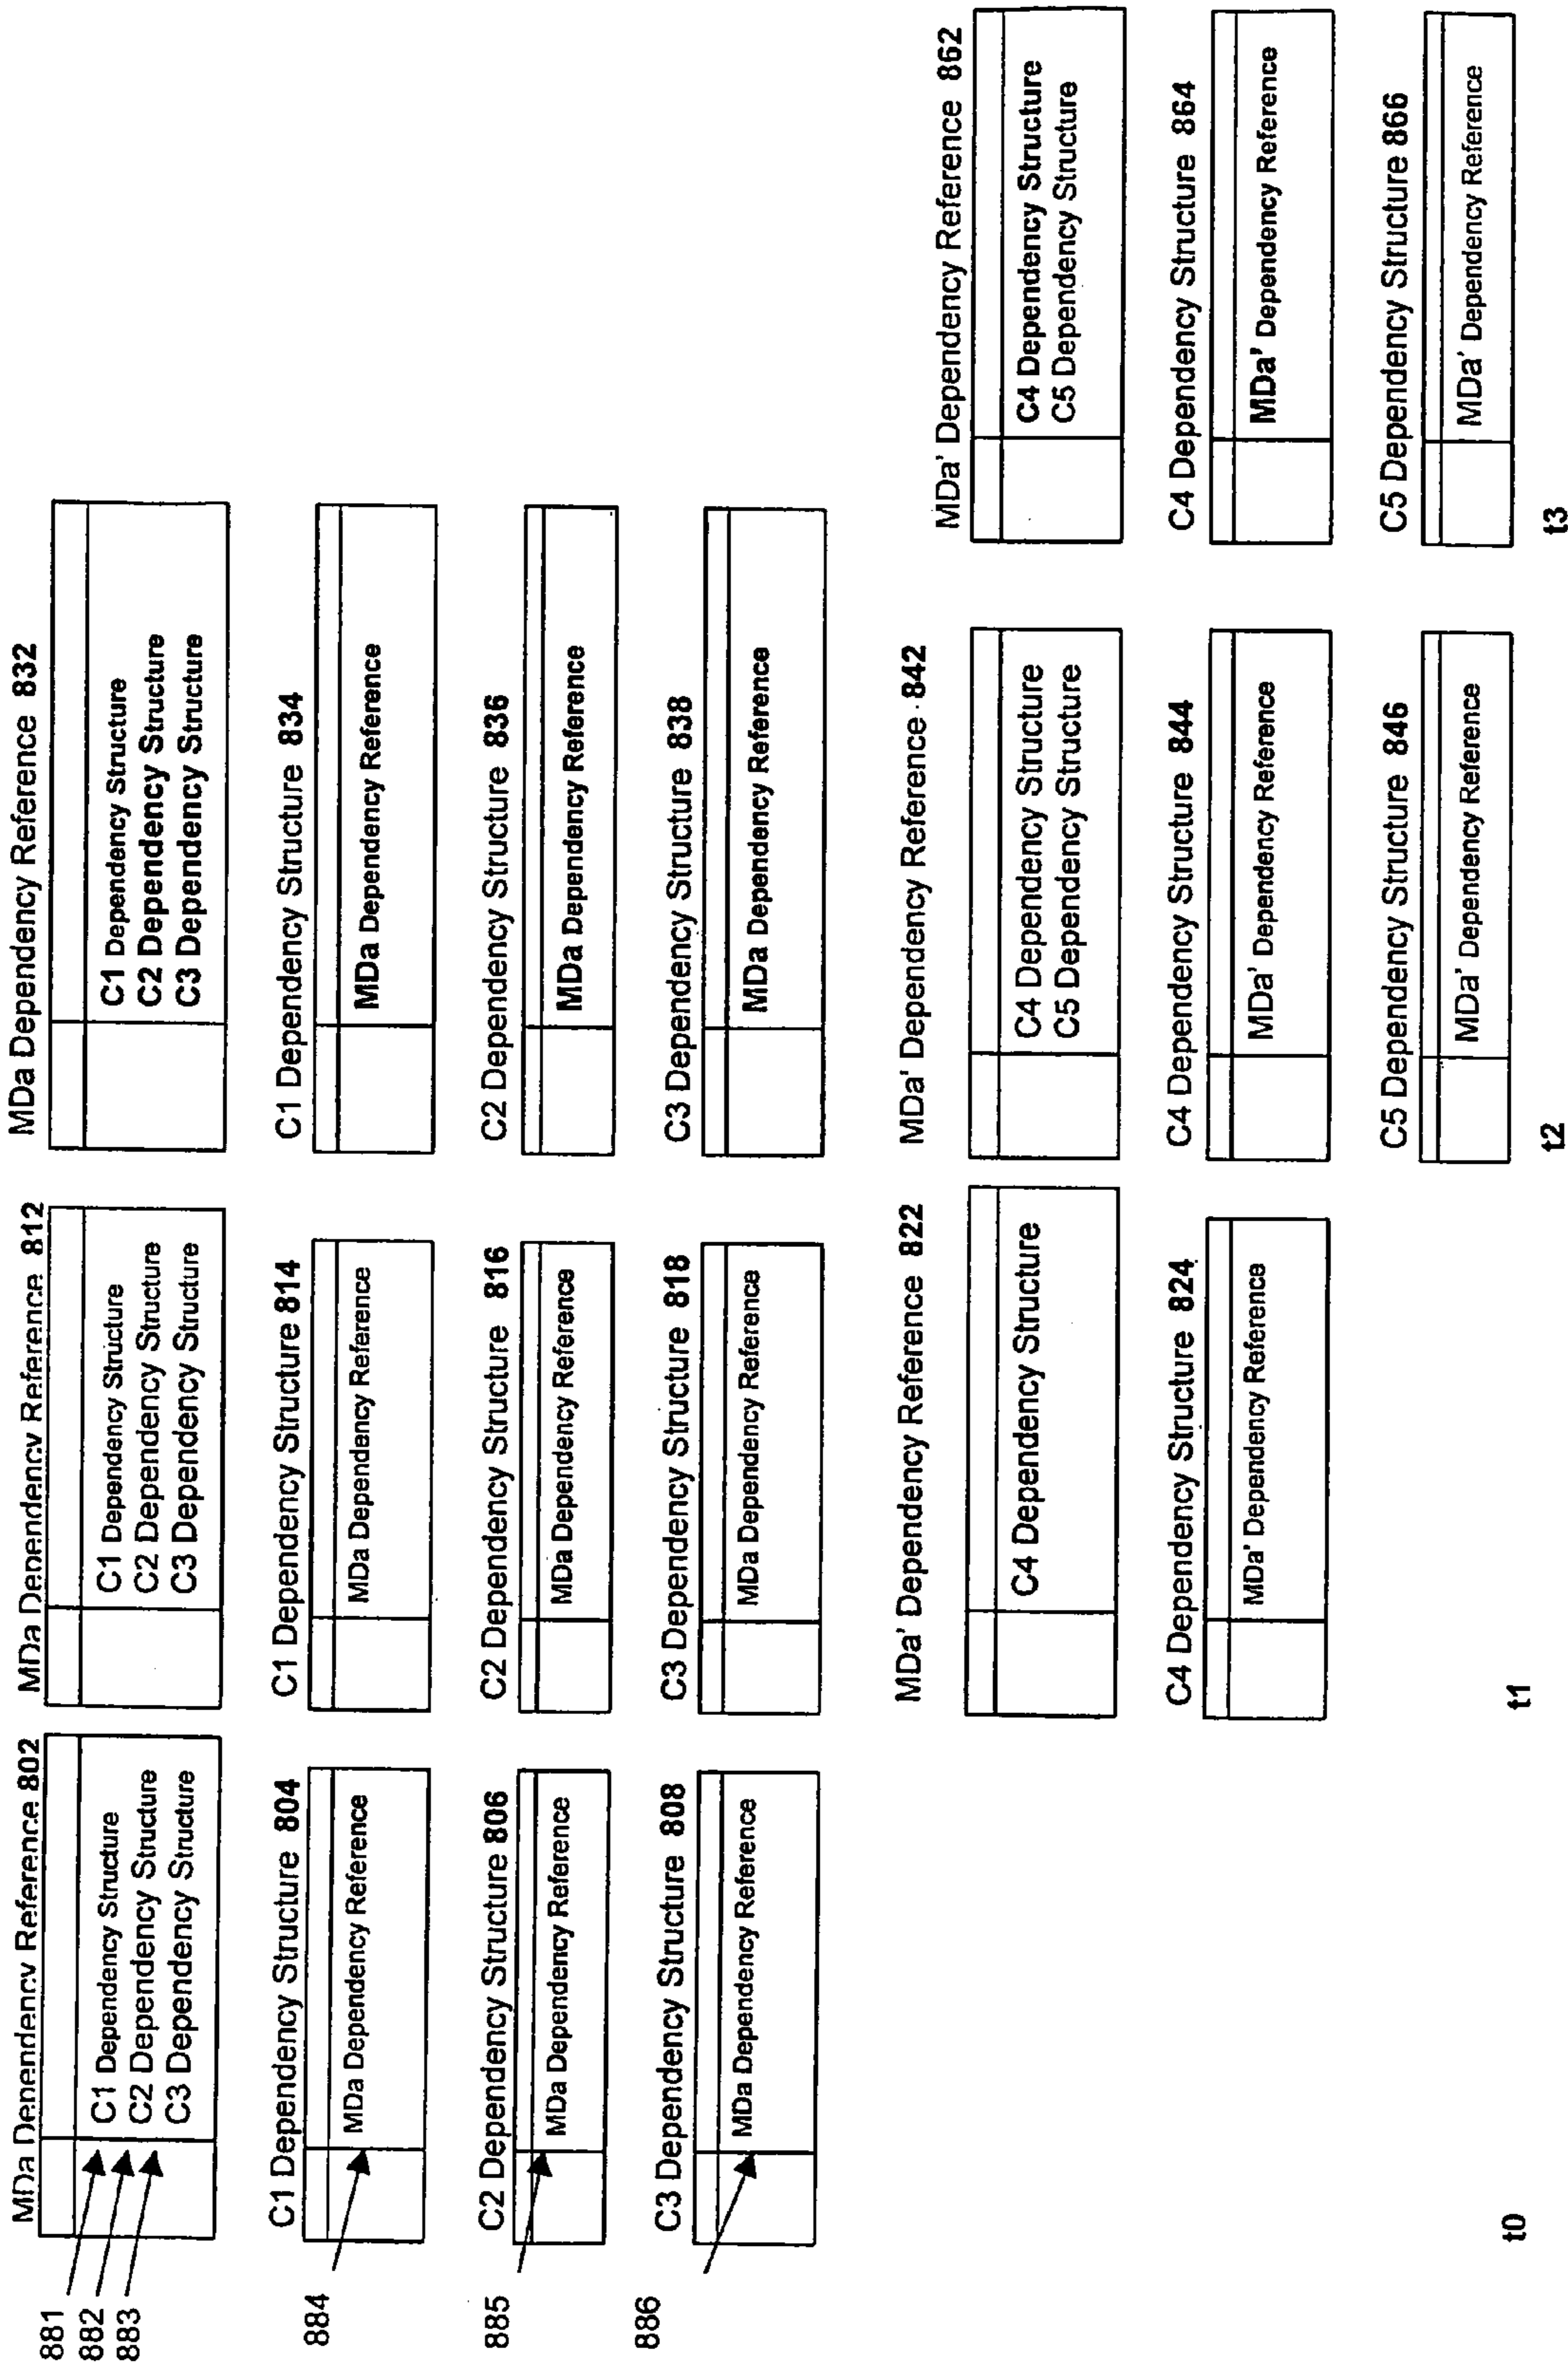 MDa Dependency Reference 802
881
882
883
C1 Dependency Structure
C2 Dependency Structure
C3 Dependency Structure
C1 Dependency Structure 804
884
MDa Dependency Reference
C2 Dependency Structure 806
885
MDa Dependency Reference
C3 Dependency Structure 808
886
MDa Dependency Reference
t0
MDa Dependency Reference 812
C1 Dependency Structure
C2 Dependency Structure
C3 Dependency Structure
C1 Dependency Structure 814
MDa Dependency Reference
C2 Dependency Structure 816
MDa Dependency Reference
C3 Dependency Structure 818
MDa Dependency Reference
MDa' Dependency Reference 822
C4 Dependency Structure
C4 Dependency Structure 824
MDa' Dependency Reference
t1
MDa Dependency Reference 832
C1 Dependency Structure
C2 Dependency Structure
C3 Dependency Structure
C1 Dependency Structure 834
MDa Dependency Reference
C2 Dependency Structure 836
MDa Dependency Reference
C3 Dependency Structure 838
MDa Dependency Reference
MDa' Dependency Reference 842
C4 Dependency Structure
C5 Dependency Structure
C4 Dependency Structure 844
MDa' Dependency Reference
C5 Dependency Structure 846
MDa' Dependency Reference
t2
MDa' Dependency Reference 862
C4 Dependency Structure
C5 Dependency Structure
C4 Dependency Structure 864
MDa' Dependency Reference
C5 Dependency Structure 866
MDa' Dependency Reference
t3